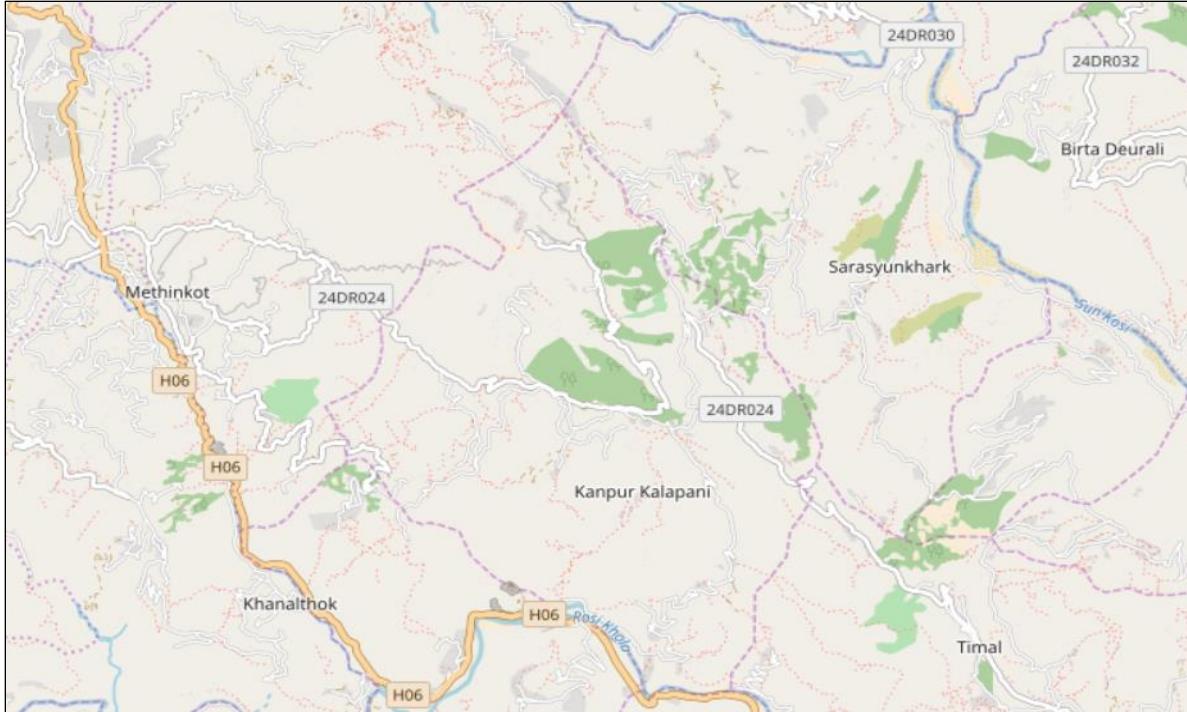 24DR030
24DR032
Birta Deurali
Sarasyunkhark
Methinkot
24DR024
Sun Kosi
H06
24DR024
H06
Kanpur Kalapani
Khanalthok
H06
Rosi Khola
Timal
H06